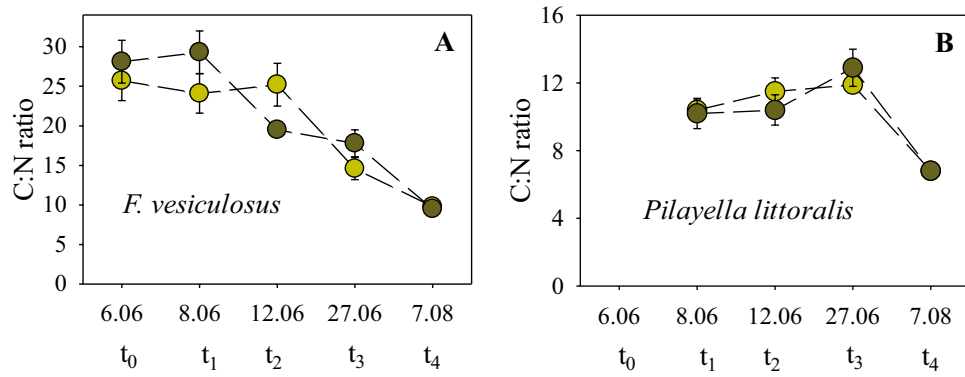 A
C:N ratio
30
25
20
15
10
5
0
F. vesiculosus
6.06 8.06 12.06 27.06 7.08
t0 t1 t2 t3 t4
B
C:N ratio
16
12
8
4
0
Pilayella littoralis
6.06 8.06 12.06 27.06 7.08
t0 t1 t2 t3 t4